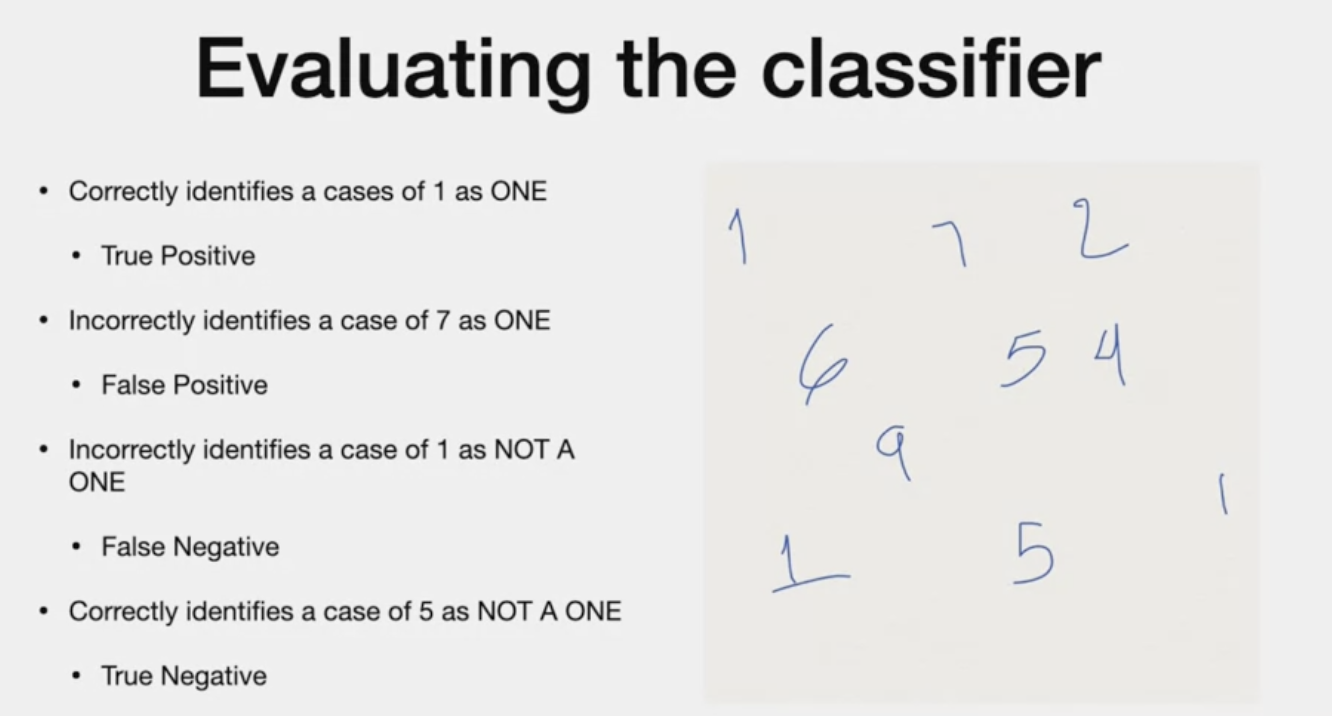 Evaluating the classifier
• Correctly identifies a cases of 1 as ONE
• True Positive
• Incorrectly identifies a case of 7 as ONE
• False Positive
• Incorrectly identifies a case of 1 as NOT A
ONE
• False Negative
• Correctly identifies a case of 5 as NOT A ONE
• True Negative
1 7 2
6 5 4
9
1
1 5